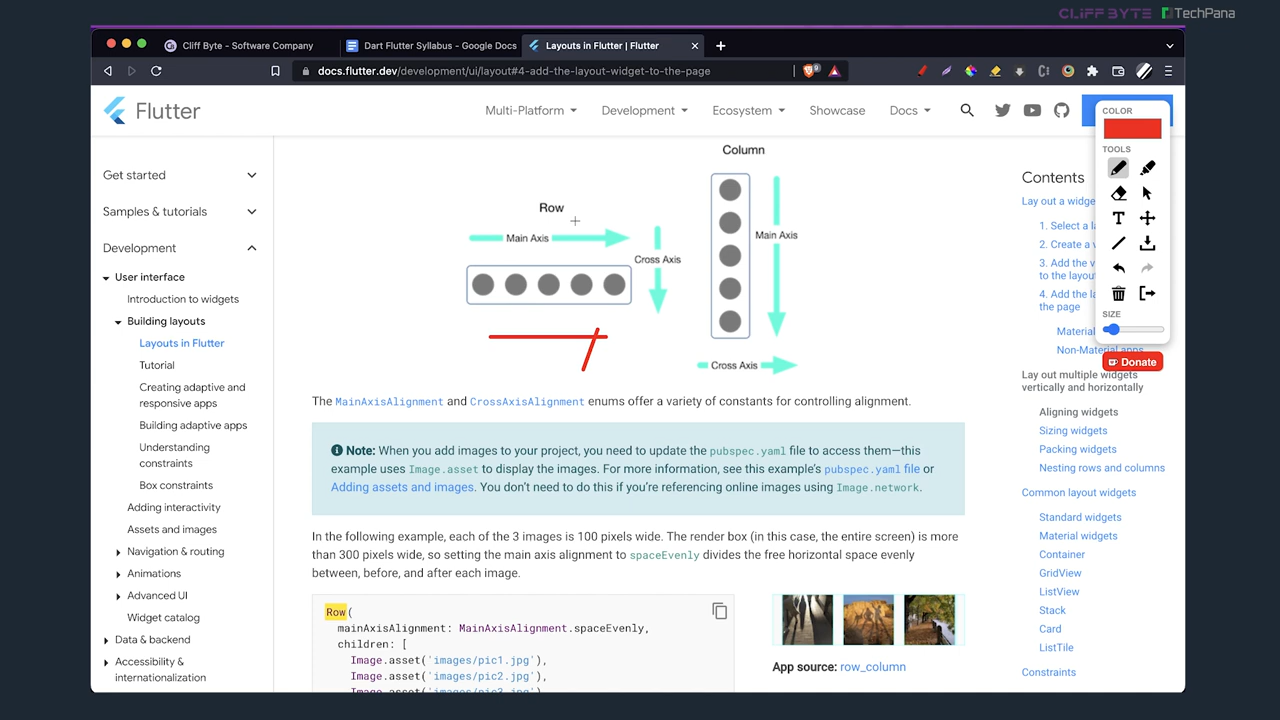 CLIFF BYTE TechPana
Cliff Byte - Software Company
Dart Flutter Syllabus - Google Docs
Layouts in Flutter | Flutter
docs.flutter.dev/development/ui/layout#4-add-the-layout-widget-to-the-page
9
Flutter
Multi-Platform
Development
Ecosystem
Showcase
Docs
COLOR
TOOLS
T
SIZE
Donate
Get started
Samples & tutorials
Development
User interface
Introduction to widgets
Building layouts
Layouts in Flutter
Tutorial
Creating adaptive and
responsive apps
Building adaptive apps
Understanding
constraints
Box constraints
Adding interactivity
Assets and images
Navigation & routing
Animations
Advanced UI
Widget catalog
Data & backend
Accessibility &
internationalization
Row
Main Axis
Cross Axis
Column
Main Axis
Cross Axis
The MainAxisAlignment and CrossAxisAlignment enums offer a variety of constants for controlling alignment.
Note: When you add images to your project, you need to update the pubspec.yaml file to access them—this
example uses Image.asset to display the images. For more information, see this example's pubspec.yaml file or
Adding assets and images. You don't need to do this if you're referencing online images using Image.network.
In the following example, each of the 3 images is 100 pixels wide. The render box (in this case, the entire screen) is more
than 300 pixels wide, so setting the main axis alignment to spaceEvenly divides the free horizontal space evenly
between, before, and after each image.
Row(
mainAxisAlignment: MainAxisAlignment.spaceEvenly,
children: [
Image.asset('images/pic1.jpg'),
Image.asset('images/pic2.jpg'),
Image.asset('images/pic3.jpg')
App source: row_column
Contents
Lay out a widge
1. Select a la
2. Create a v
3. Add the v
to the layou
4. Add the la
the page
Material
Non-Material apps
Lay out multiple widgets
vertically and horizontally
Aligning widgets
Sizing widgets
Packing widgets
Nesting rows and columns
Common layout widgets
Standard widgets
Material widgets
Container
GridView
ListView
Stack
Card
ListTile
Constraints